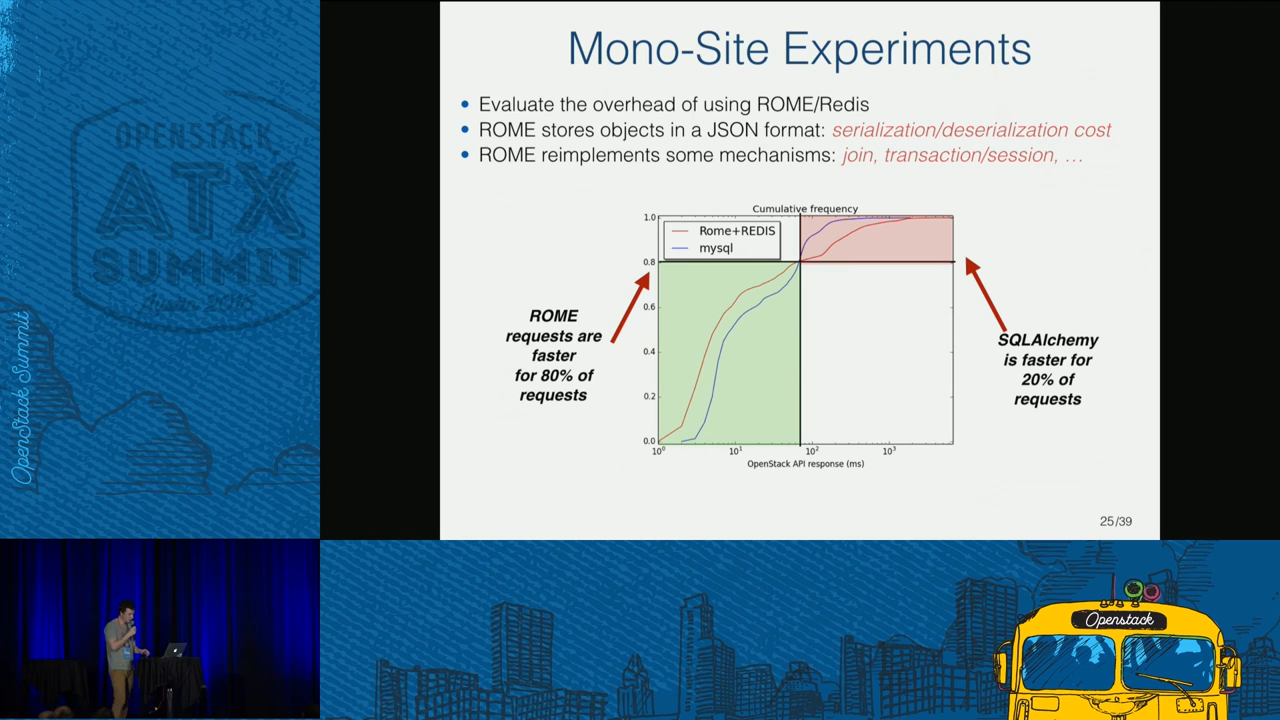 Mono-Site Experiments
• Evaluate the overhead of using ROME/Redis
• ROME stores objects in a JSON format: serialization/deserialization cost
• ROME reimplements some mechanisms: join, transaction/session, …
Cumulative frequency
1.0
0.8
0.6
0.4
0.2
0.0
Rome+REDIS
mysql
10⁰
10¹
10²
10³
OpenStack API response (ms)
ROME
requests are
faster
for 80% of
requests
SQLAlchemy
is faster for
20% of
requests
25/39
OPENSTACK
ATX
SUMMIT
OpenStack Summit
Openstack